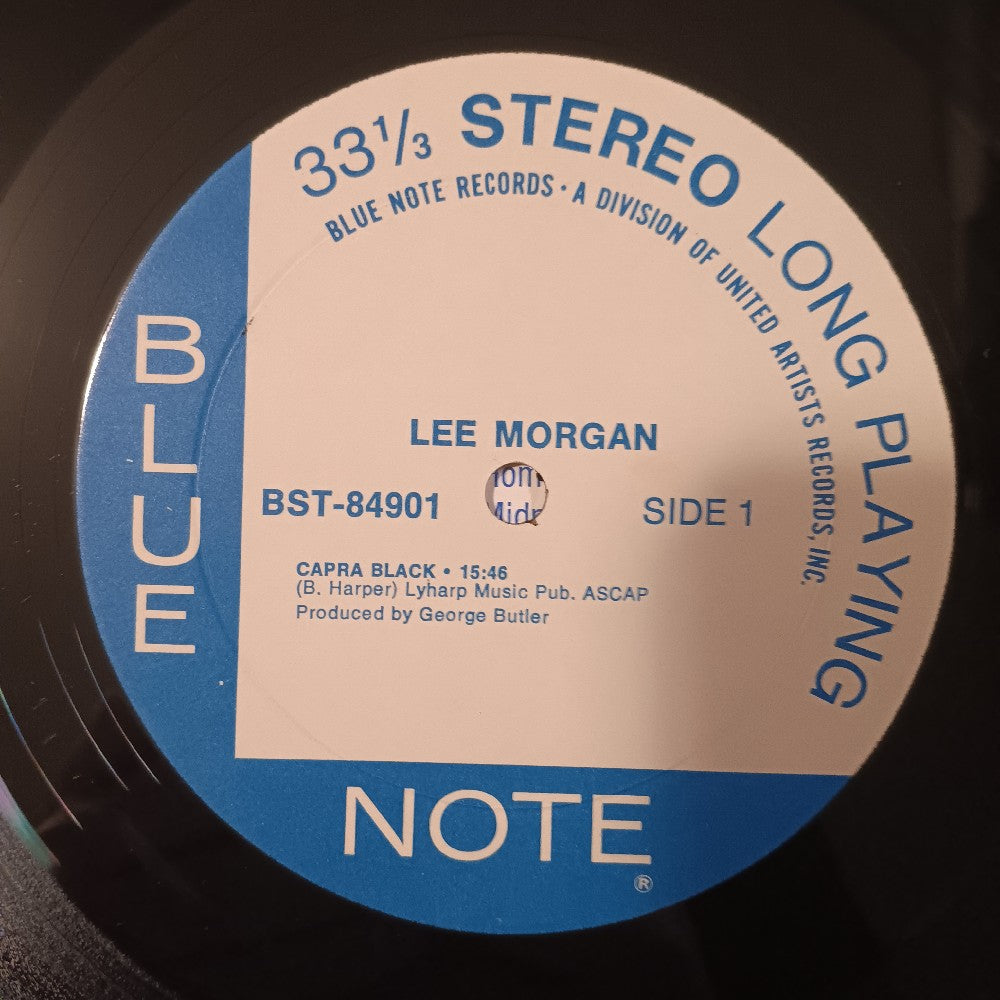 33⅓ STEREO LONG PLAYING
BLUE NOTE RECORDS · A DIVISION OF UNITED ARTISTS RECORDS, INC.
BLUE
LEE MORGAN
BST-84901
SIDE 1
CAPRA BLACK • 15:46
(B. Harper) Lyharp Music Pub. ASCAP
Produced by George Butler
NOTE
®